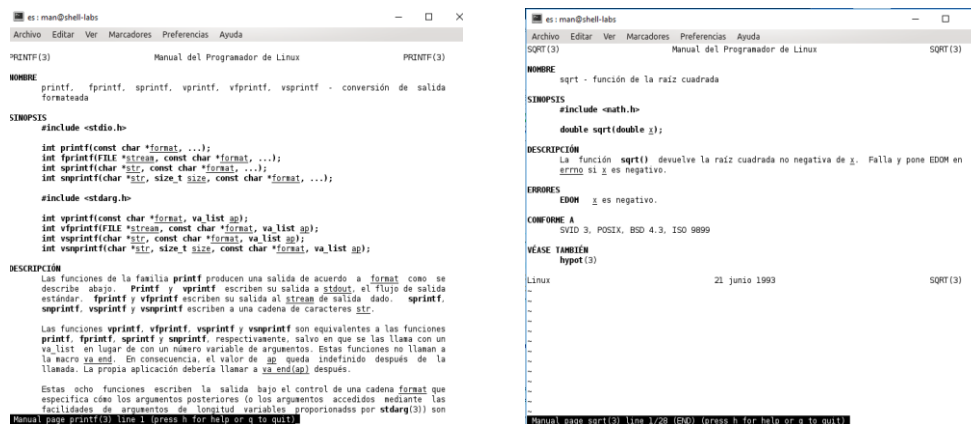 es : man@shell-labs
Archivo Editar Ver Marcadores Preferencias Ayuda
PRINTF(3) Manual del Programador de Linux PRINTF(3)
NOMBRE
printf, fprintf, sprintf, vprintf, vfprintf, vsprintf - conversión de salida
formateada
SINOPSIS
#include <stdio.h>
int printf(const char *format, ...);
int fprintf(FILE *stream, const char *format, ...);
int sprintf(char *str, const char *format, ...);
int snprintf(char *str, size_t size, const char *format, ...);
#include <stdarg.h>
int vprintf(const char *format, va_list ap);
int vfprintf(FILE *stream, const char *format, va_list ap);
int vsprintf(char *str, const char *format, va_list ap);
int vsnprintf(char *str, size_t size, const char *format, va_list ap);
DESCRIPCIÓN
Las funciones de la familia printf producen una salida de acuerdo a format como se
describe abajo. Printf y vprintf escriben su salida a stdout, el flujo de salida
estándar. fprintf y vfprintf escriben su salida al stream de salida dado. sprintf,
snprintf, vsprintf y vsnprintf escriben a una cadena de caracteres str.
Las funciones vprintf, vfprintf, vsprintf y vsnprintf son equivalentes a las funciones
printf, fprintf, sprintf y snprintf, respectivamente, salvo en que se las llama con un
va_list en lugar de con un número variable de argumentos. Estas funciones no llaman a
la macro va_end. En consecuencia, el valor de ap queda indefinido después de la
llamada. La propia aplicación debería llamar a va_end(ap) después.
Estas ocho funciones escriben la salida bajo el control de una cadena format que
especifica cómo los argumentos posteriores (o los argumentos accedidos mediante las
facilidades de argumentos de longitud variables proporionadss por stdarg(3)) son
Manual page printf(3) line 1 (press h for help or q to quit)
es : man@shell-labs
Archivo Editar Ver Marcadores Preferencias Ayuda
SQRT(3) Manual del Programador de Linux SQRT(3)
NOMBRE
sqrt - función de la raíz cuadrada
SINOPSIS
#include <math.h>
double sqrt(double x);
DESCRIPCIÓN
La función sqrt() devuelve la raíz cuadrada no negativa de x. Falla y pone EDOM en
errno si x es negativo.
ERRORES
EDOM x es negativo.
CONFORME A
SVID 3, POSIX, BSD 4.3, ISO 9899
VÉASE TAMBIÉN
hypot(3)
Linux 21 junio 1993 SQRT(3)
~
~
~
~
~
~
~
~
~
~
Manual page sqrt(3) line 1/28 (END) (press h for help or q to quit)